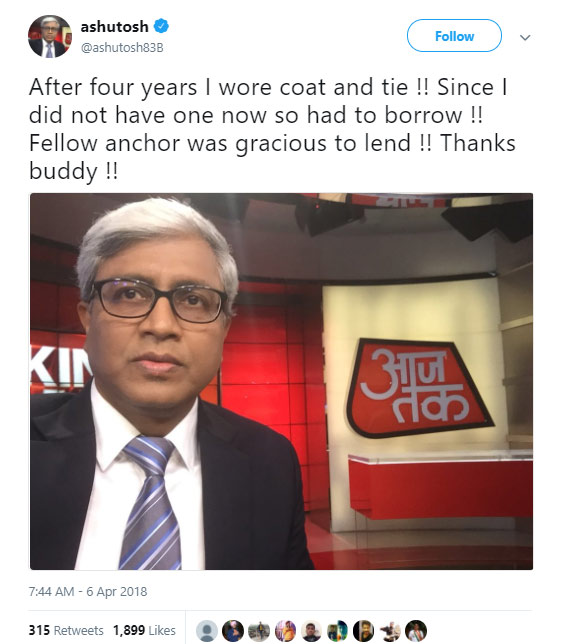 ashutosh
@ashutosh83B
Follow
After four years I wore coat and tie !! Since I
did not have one now so had to borrow !!
Fellow anchor was gracious to lend !! Thanks
buddy !!
KIN
आज
तक
7:44 AM - 6 Apr 2018
315 Retweets 1,899 Likes